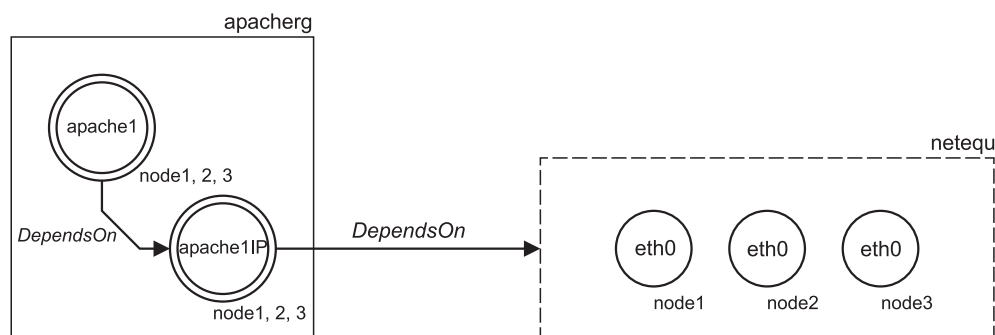 apacherg
apache1
node1, 2, 3
DependsOn
apache1IP
node1, 2, 3
DependsOn
netequ
eth0
eth0
eth0
node1
node2
node3